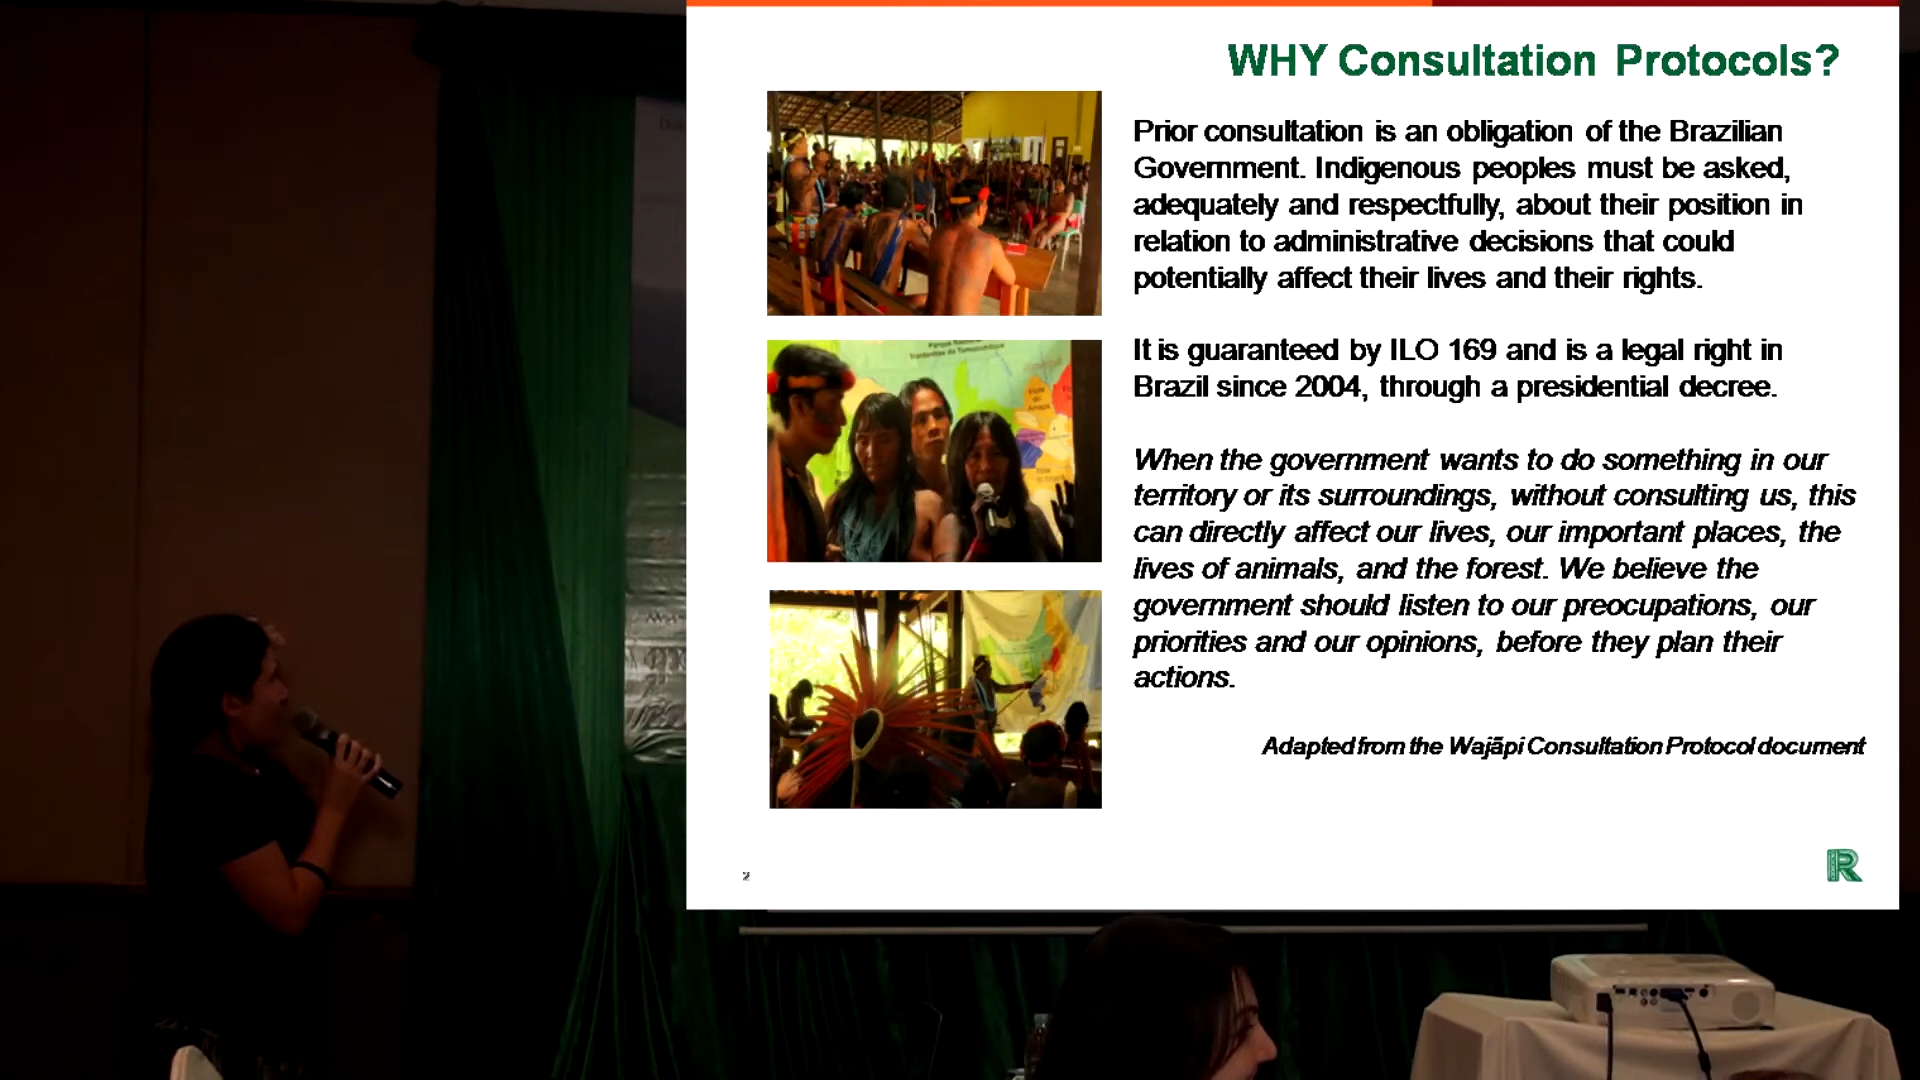 WHY Consultation Protocols?
Prior consultation is an obligation of the Brazilian
Government. Indigenous peoples must be asked,
adequately and respectfully, about their position in
relation to administrative decisions that could
potentially affect their lives and their rights.
It is guaranteed by ILO 169 and is a legal right in
Brazil since 2004, through a presidential decree.
When the government wants to do something in our
territory or its surroundings, without consulting us, this
can directly affect our lives, our important places, the
lives of animals, and the forest. We believe the
government should listen to our preocupations, our
priorities and our opinions, before they plan their
actions.
Adapted from the Wajãpi Consultation Protocol document
2
R